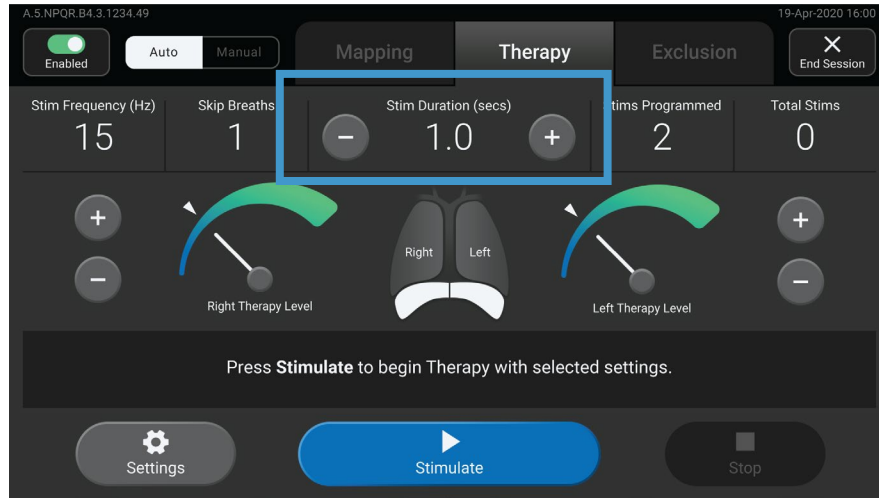 A.5.NPQR.B4.3.1234.49
19-Apr-2020 16:00
Enabled
Auto
Manual
Mapping
Therapy
Exclusion
End Session
Stim Frequency (Hz)
15
Skip Breaths
1
Stim Duration (secs)
− 1.0 +
Stims Programmed
2
Total Stims
0
+
−
Right Therapy Level
Right
Left
Left Therapy Level
+
−
Press Stimulate to begin Therapy with selected settings.
Settings
Stimulate
Stop